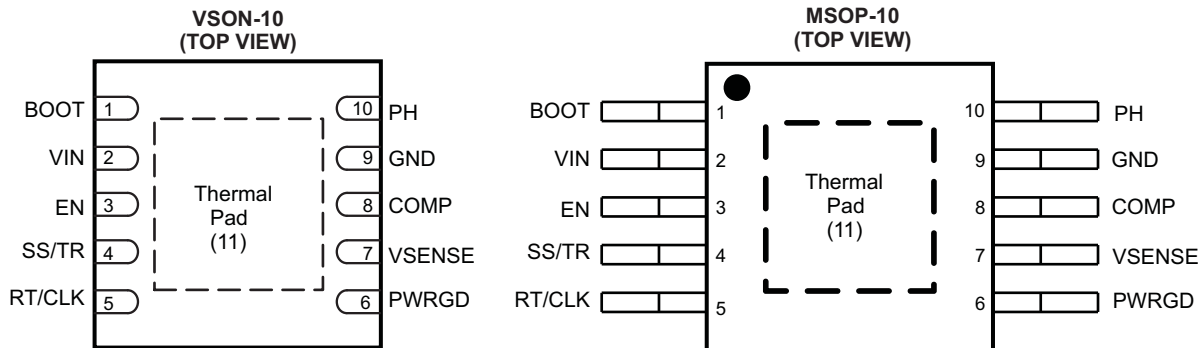 VSON-10
(TOP VIEW)
BOOT 1
VIN 2
EN 3
SS/TR 4
RT/CLK 5
Thermal
Pad
(11)
10 PH
9 GND
8 COMP
7 VSENSE
6 PWRGD
MSOP-10
(TOP VIEW)
BOOT 1
VIN 2
EN 3
SS/TR 4
RT/CLK 5
Thermal
Pad
(11)
10 PH
9 GND
8 COMP
7 VSENSE
6 PWRGD